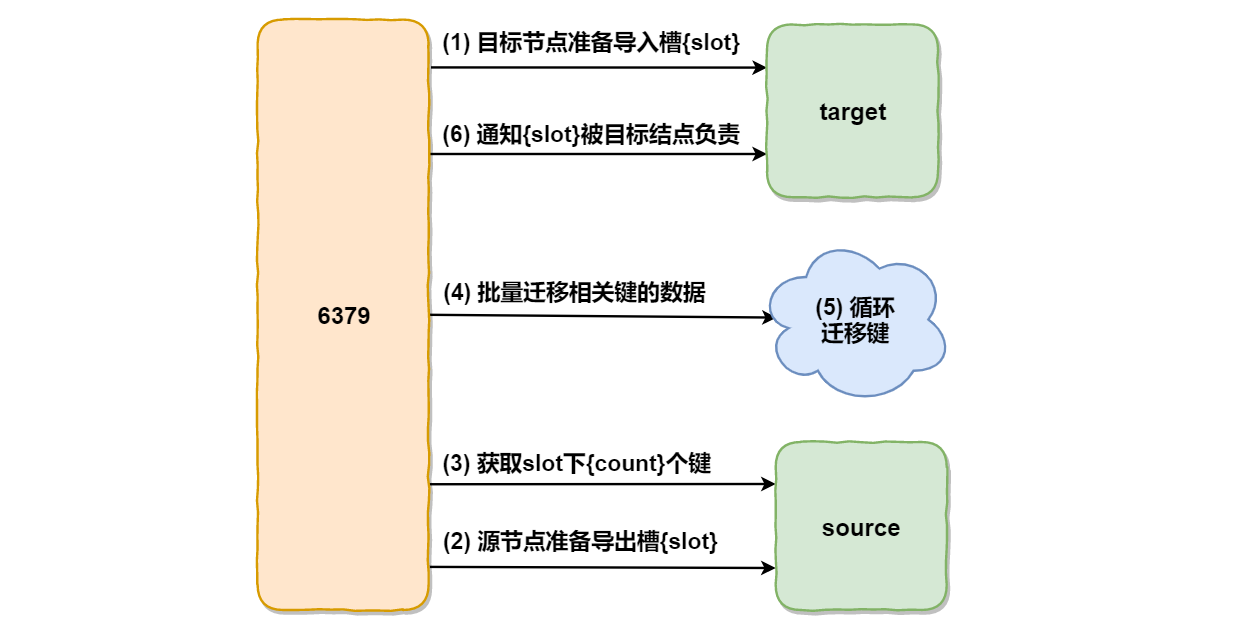 (1) 目标节点准备导入槽{slot}
target
(6) 通知{slot}被目标结点负责
6379
(4) 批量迁移相关键的数据
(5) 循环
迁移键
(3) 获取slot下{count}个键
source
(2) 源节点准备导出槽{slot}